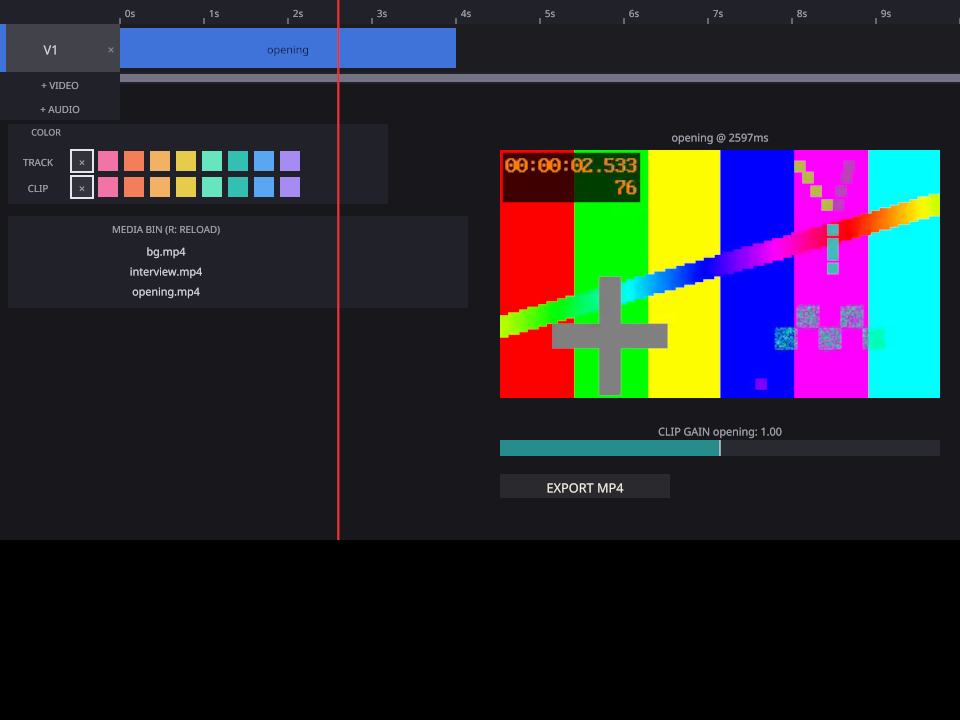 0s 1s 2s 3s 4s 5s 6s 7s 8s 9s
V1 × opening
+ VIDEO
+ AUDIO
COLOR
TRACK ×
CLIP ×
MEDIA BIN (R: RELOAD)
bg.mp4
interview.mp4
opening.mp4
opening @ 2597ms
00:00:02.533
76
CLIP GAIN opening: 1.00
EXPORT MP4